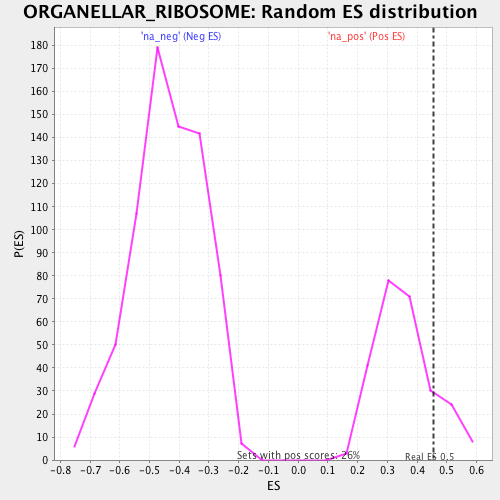 ORGANELLAR_RIBOSOME: Random ES distribution
'na_neg' (Neg ES)
'na_pos' (Pos ES)
180
170
160
150
140
130
120
110
100
90
80
70
60
50
40
30
20
10
0
P(ES)
Sets with pos scores: 26%
Real ES 0,5
-0.8 -0.7 -0.6 -0.5 -0.4 -0.3 -0.2 -0.1 0.0 0.1 0.2 0.3 0.4 0.5 0.6
ES